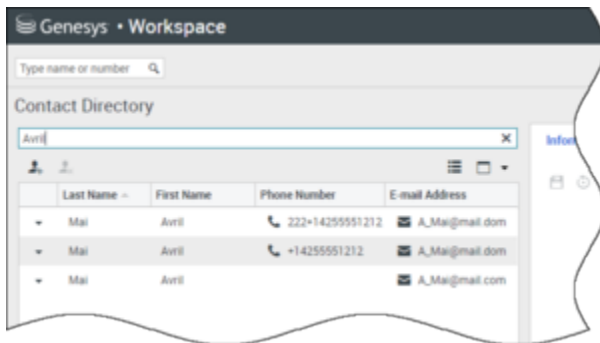 Genesys • Workspace
Type name or number
Contact Directory
Avril
Last Name First Name Phone Number E-mail Address
Mai Avril 222+14255551212 A_Mai@mail.dom
Mai Avril +14255551212 A_Mai@mail.dom
Mai Avril A_Mai@mail.com